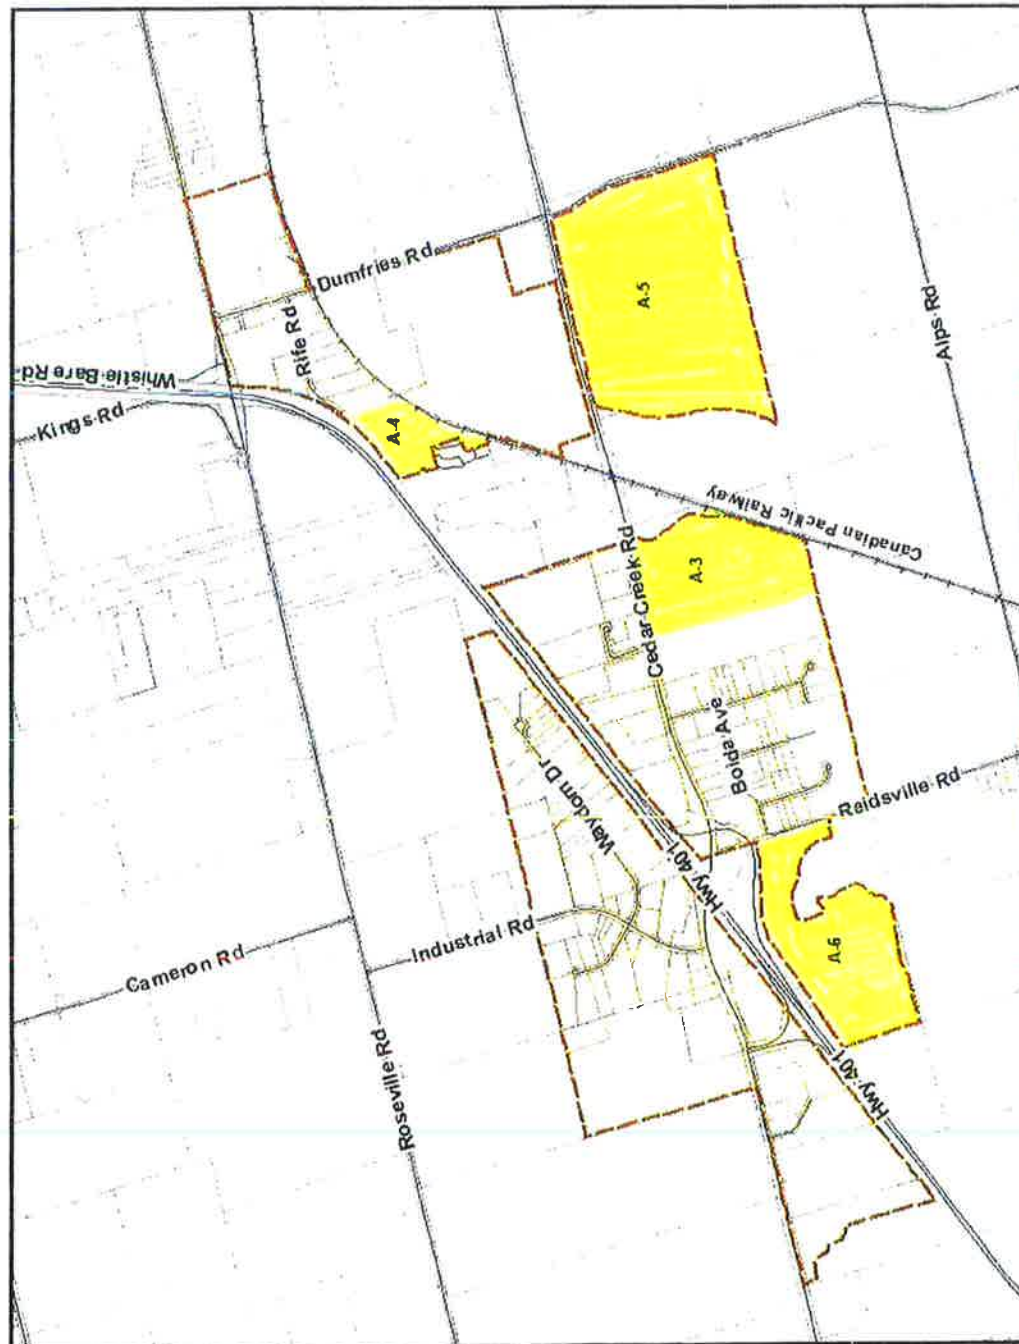 Whistle Bare Rd
Kings Rd
Dumfries Rd
Rife Rd
A-5
Alps Rd
A-4
Canadian Pacific Railway
Cedar Creek Rd
A-3
Boida Ave
Waydom Dr
Reidsville Rd
Hwy 401
Industrial Rd
Cameron Rd
A-6
Roseville Rd
Hwy 401